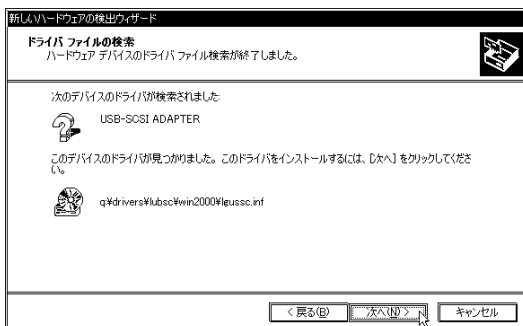 新しいハードウェアの検出ウィザード
ドライバ ファイルの検索
ハードウェア デバイスのドライバ ファイル検索が終了しました。
次のデバイスのドライバが検索されました:
USB-SCSI ADAPTER
このデバイスのドライバが見つかりました。このドライバをインストールするには、[次へ] をクリックしてくださ
い。
q¥drivers¥lubsc¥win2000¥lgussc.inf
< 戻る(B)
次へ(N) >
キャンセル